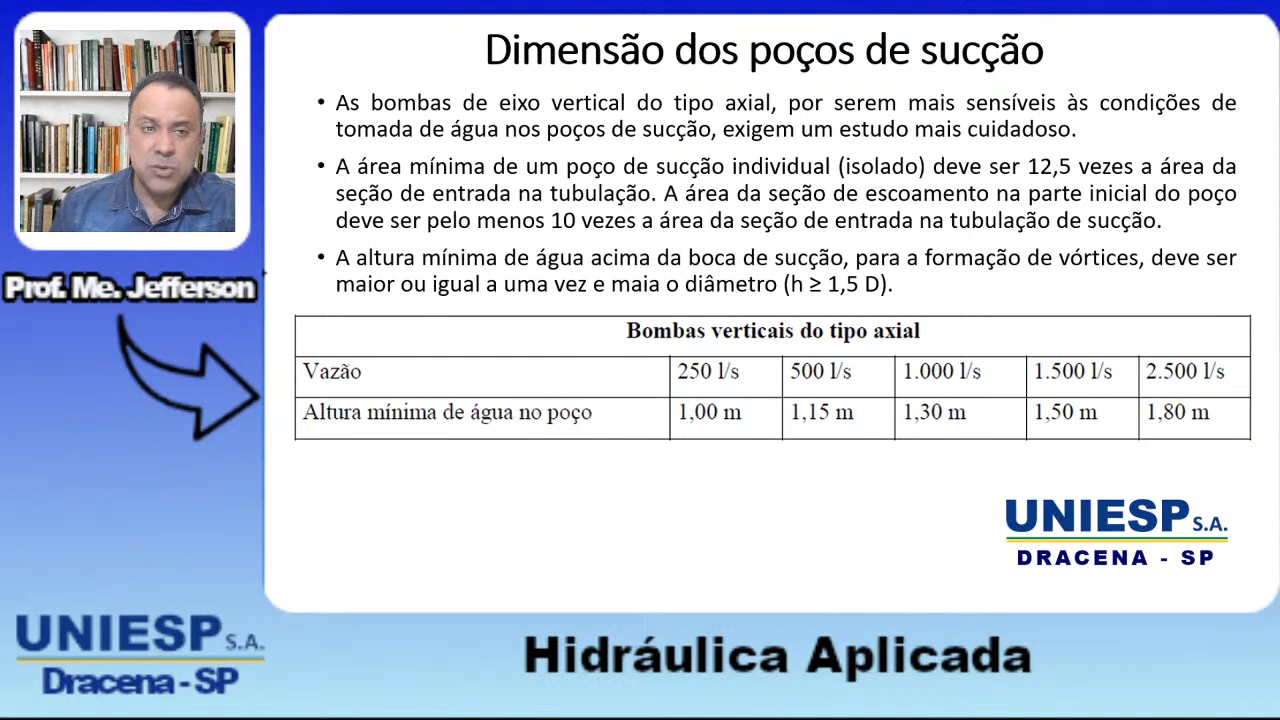 Dimensão dos poços de sucção
• As bombas de eixo vertical do tipo axial, por serem mais sensíveis às condições de
tomada de água nos poços de sucção, exigem um estudo mais cuidadoso.
• A área mínima de um poço de sucção individual (isolado) deve ser 12,5 vezes a área da
seção de entrada na tubulação. A área da seção de escoamento na parte inicial do poço
deve ser pelo menos 10 vezes a área da seção de entrada na tubulação de sucção.
• A altura mínima de água acima da boca de sucção, para a formação de vórtices, deve ser
maior ou igual a uma vez e maia o diâmetro (h ≥ 1,5 D).
Prof. Me. Jefferson
Bombas verticais do tipo axial
Vazão 250 l/s 500 l/s 1.000 l/s 1.500 l/s 2.500 l/s
Altura mínima de água no poço 1,00 m 1,15 m 1,30 m 1,50 m 1,80 m
UNIESP S.A.
DRACENA - SP
UNIESP S.A.
Dracena - SP
Hidráulica Aplicada